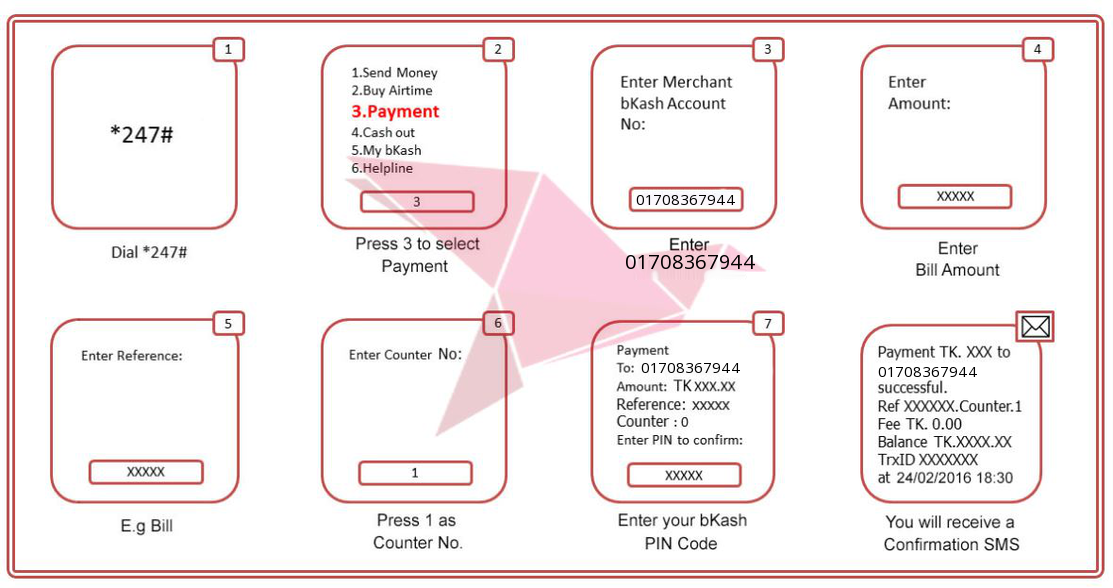 1
*247#
Dial *247#
2
1.Send Money
2.Buy Airtime
3.Payment
4.Cash out
5.My bKash
6.Helpline
3
Press 3 to select
Payment
3
Enter Merchant
bKash Account
No:
01708367944
Enter
01708367944
4
Enter
Amount:
XXXXX
Enter
Bill Amount
5
Enter Reference:
XXXXX
E.g Bill
6
Enter Counter No:
1
Press 1 as
Counter No.
7
Payment
To: 01708367944
Amount: TK XXX.XX
Reference: XXXXX
Counter : 0
Enter PIN to confirm:
XXXXX
Enter your bKash
PIN Code
Payment TK. XXX to
01708367944
successful.
Ref XXXXXX.Counter.1
Fee TK. 0.00
Balance TK.XXXX.XX
TrxID XXXXXXX
at 24/02/2016 18:30
You will receive a
Confirmation SMS